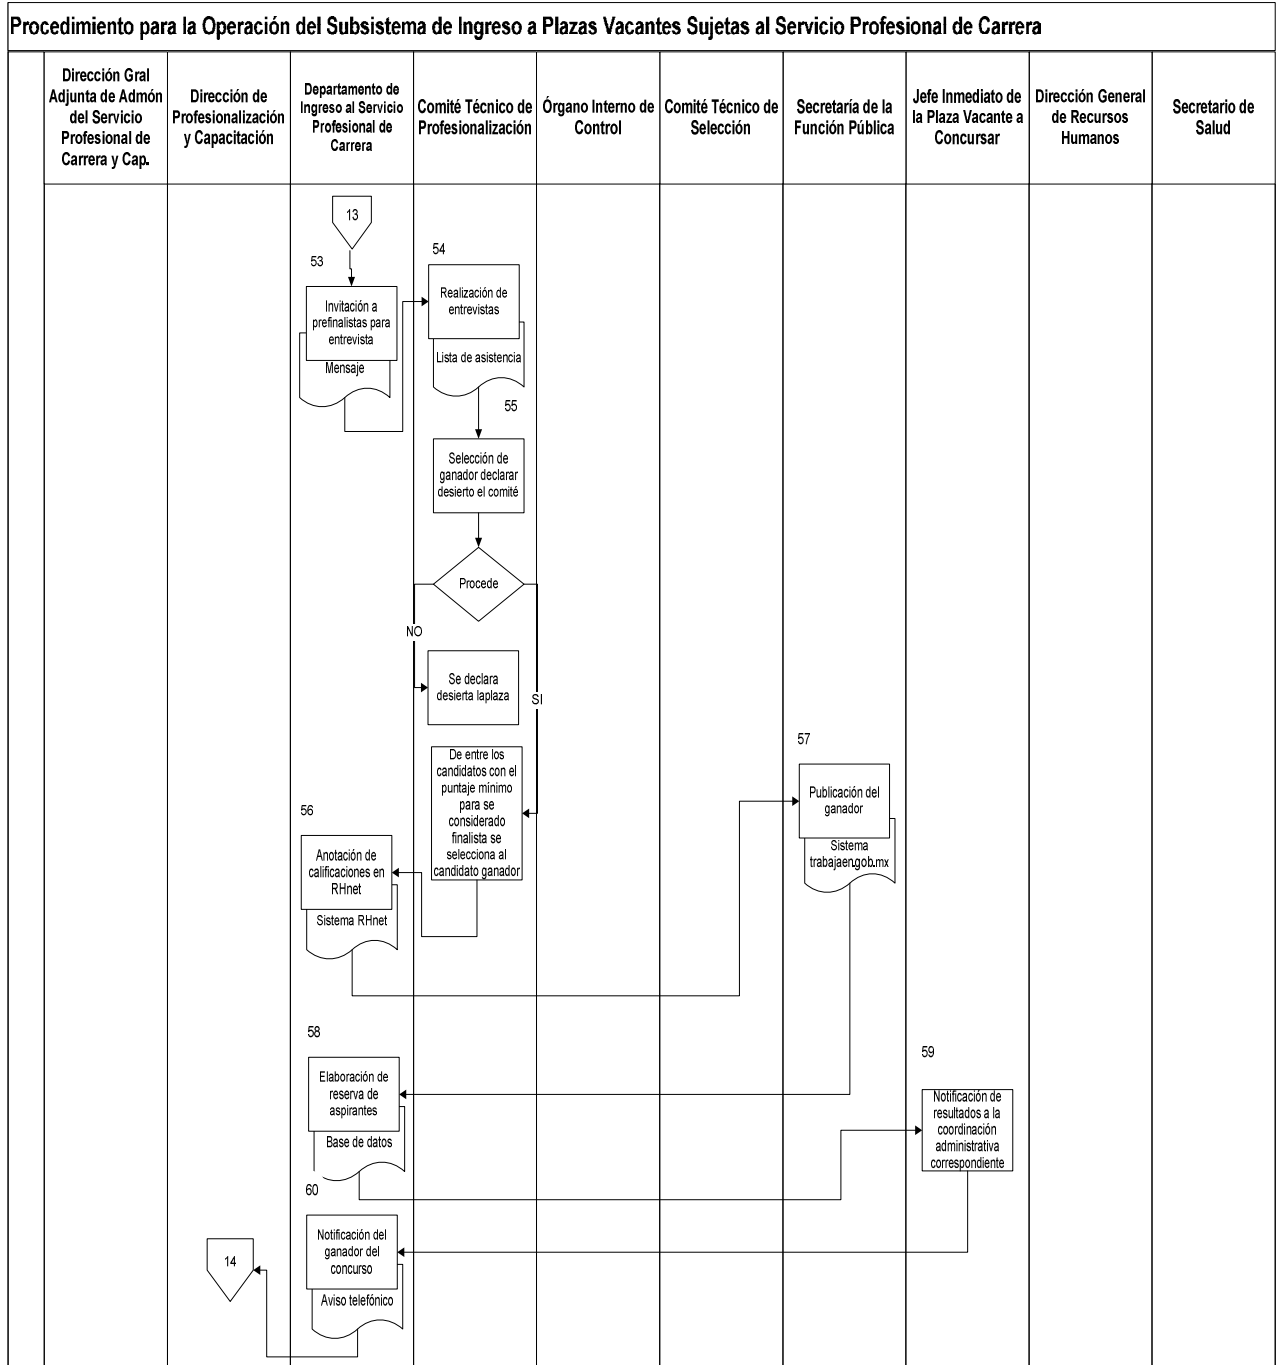 Procedimiento para la Operación del Subsistema de Ingreso a Plazas Vacantes Sujetas al Servicio Profesional de Carrera
Dirección Gral
Adjunta de Admón
del Servicio
Profesional de
Carrera y Cap.
Dirección de
Profesionalización
y Capacitación
Departamento de
Ingreso al Servicio
Profesional de
Carrera
Comité Técnico de
Profesionalización
Órgano Interno de
Control
Comité Técnico de
Selección
Secretaría de la
Función Pública
Jefe Inmediato de
la Plaza Vacante a
Concursar
Dirección General
de Recursos
Humanos
Secretario de
Salud
13
53
Invitación a
prefinalistas para
entrevista
Mensaje
54
Realización de
entrevistas
Lista de asistencia
55
Selección de
ganador declarar
desierto el comité
Procede
NO
Se declara
desierta laplaza
SI
De entre los
candidatos con el
puntaje mínimo
para se
considerado
finalista se
selecciona al
candidato ganador
56
Anotación de
calificaciones en
RHnet
Sistema RHnet
57
Publicación del
ganador
Sistema
trabajaen.gob.mx
58
Elaboración de
reserva de
aspirantes
Base de datos
59
Notificación de
resultados a la
coordinación
administrativa
correspondiente
60
Notificación del
ganador del
concurso
Aviso telefónico
14